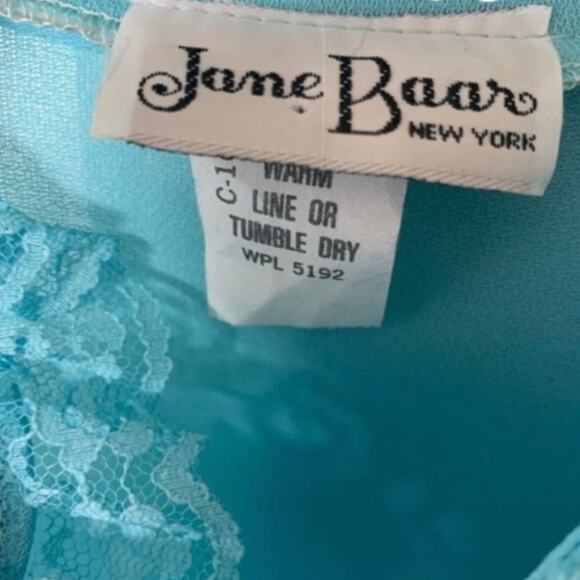 Jane Baar
NEW YORK
WARM
LINE OR
TUMBLE DRY
WPL 5192